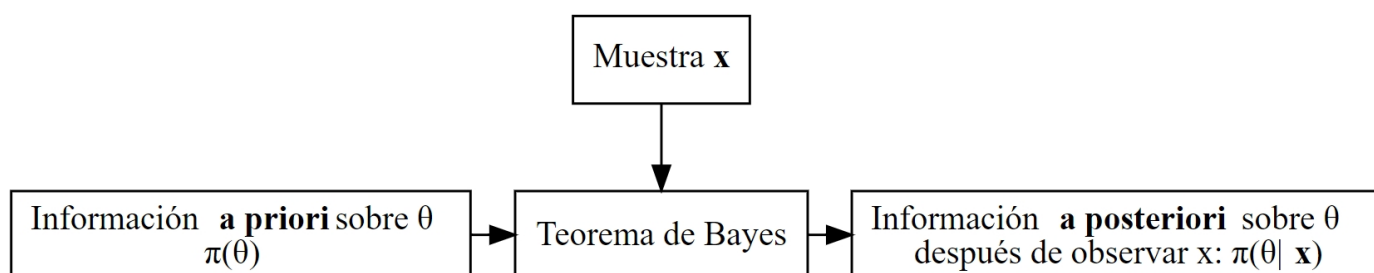 Muestra x
Información a priori sobre θ
π(θ)
Teorema de Bayes
Información a posteriori sobre θ
después de observar x: π(θ| x)